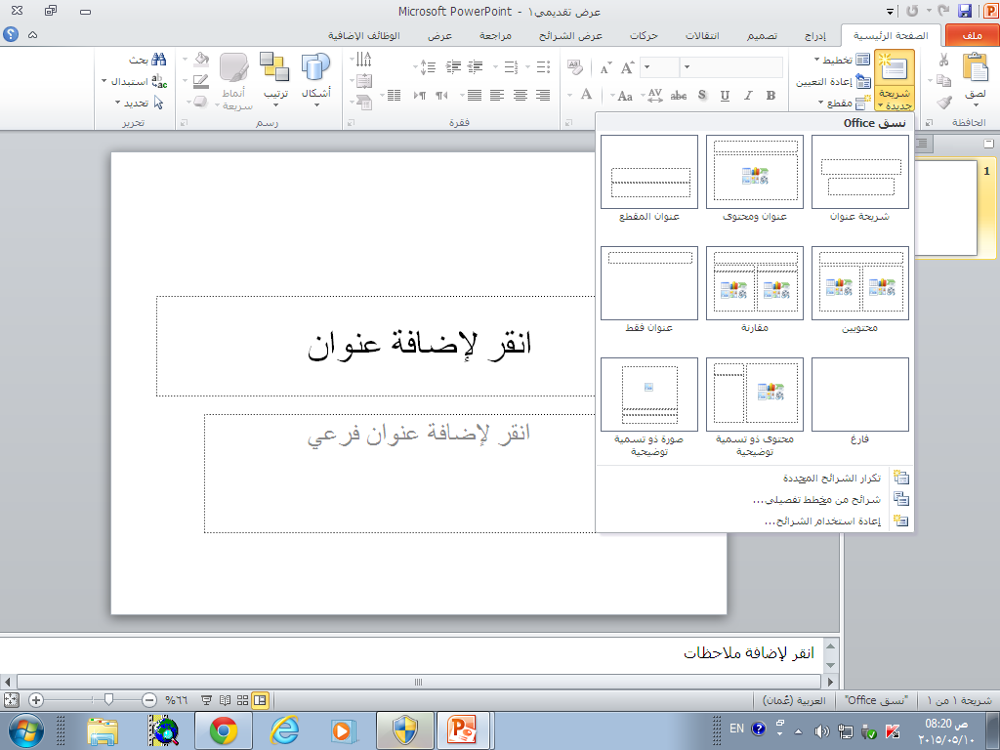 عرض تقديمي١ - Microsoft PowerPoint
ملف
الصفحة الرئيسية
إدراج
تصميم
انتقالات
حركات
عرض الشرائح
مراجعة
عرض
الوظائف الإضافية
لصق
الحافظة
شريحة
جديدة
تخطيط
إعادة التعيين
مقطع
B I U S abc AV Aa A
A A
فقرة
أشكال
ترتيب
أنماط
سريعة
رسم
بحث
استبدال
تحديد
تحرير
نسق Office
شريحة عنوان
عنوان ومحتوى
عنوان المقطع
محتويين
مقارنة
عنوان فقط
فارغ
محتوى ذو تسمية
توضيحية
صورة ذو تسمية
توضيحية
تكرار الشرائح المحددة
شرائح من مخطط تفصيلي...
إعادة استخدام الشرائح...
1
انقر لإضافة عنوان
انقر لإضافة عنوان فرعي
انقر لإضافة ملاحظات
شريحة ١ من ١
"نسق Office"
العربية (عُمان)
٦٦%
EN
08:20 ص
٢٠١٥/٠٥/١٠